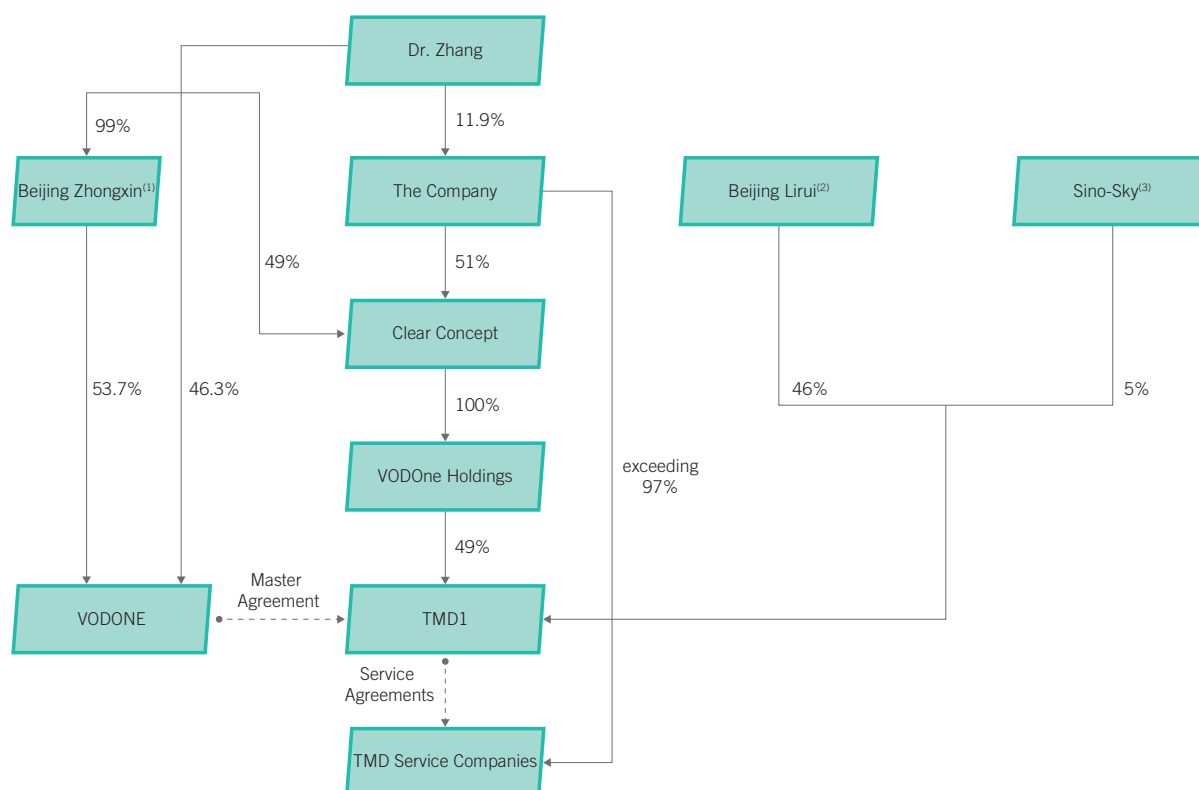 Dr. Zhang
99%
11.9%
Beijing Zhongxin(1)
The Company
Beijing Lirui(2)
Sino-Sky(3)
49%
51%
Clear Concept
53.7%
46.3%
100%
46%
5%
VODOne Holdings
exceeding
97%
49%
Master
Agreement
VODONE
TMD1
Service
Agreements
TMD Service Companies